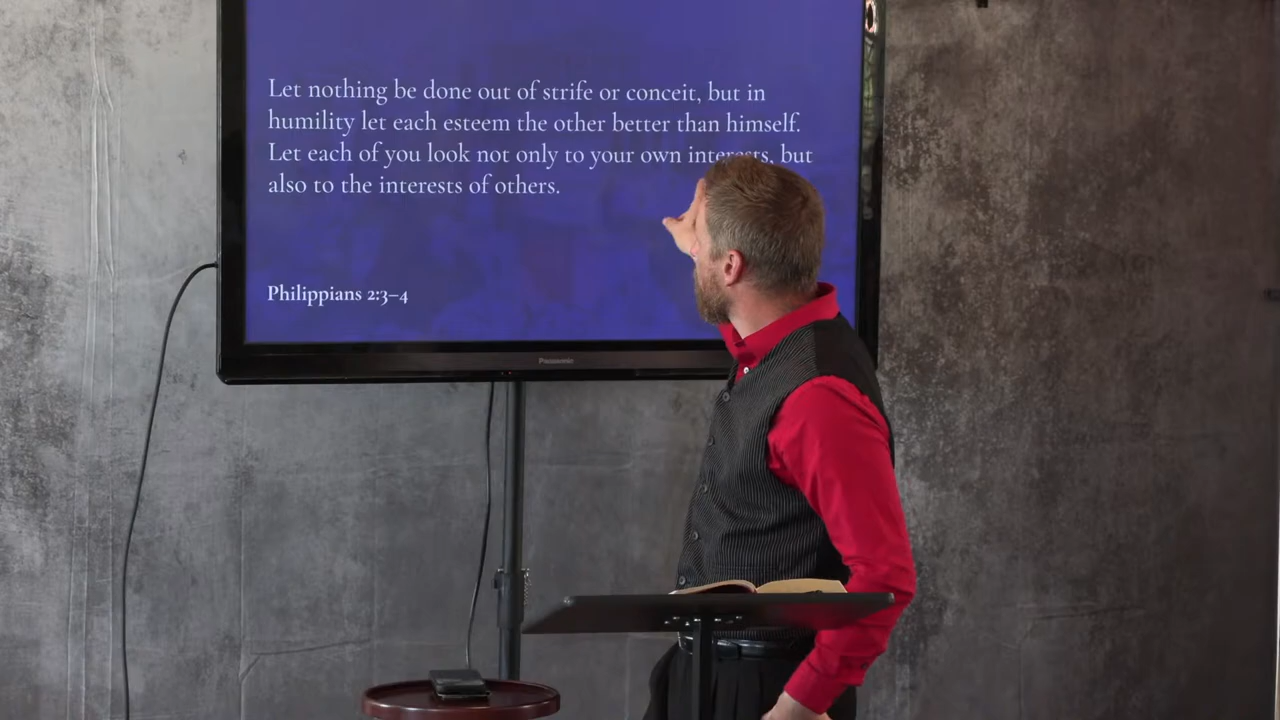 Let nothing be done out of strife or conceit, but in
humility let each esteem the other better than himself.
Let each of you look not only to your own interests, but
also to the interests of others.
Philippians 2:3–4
Panasonic